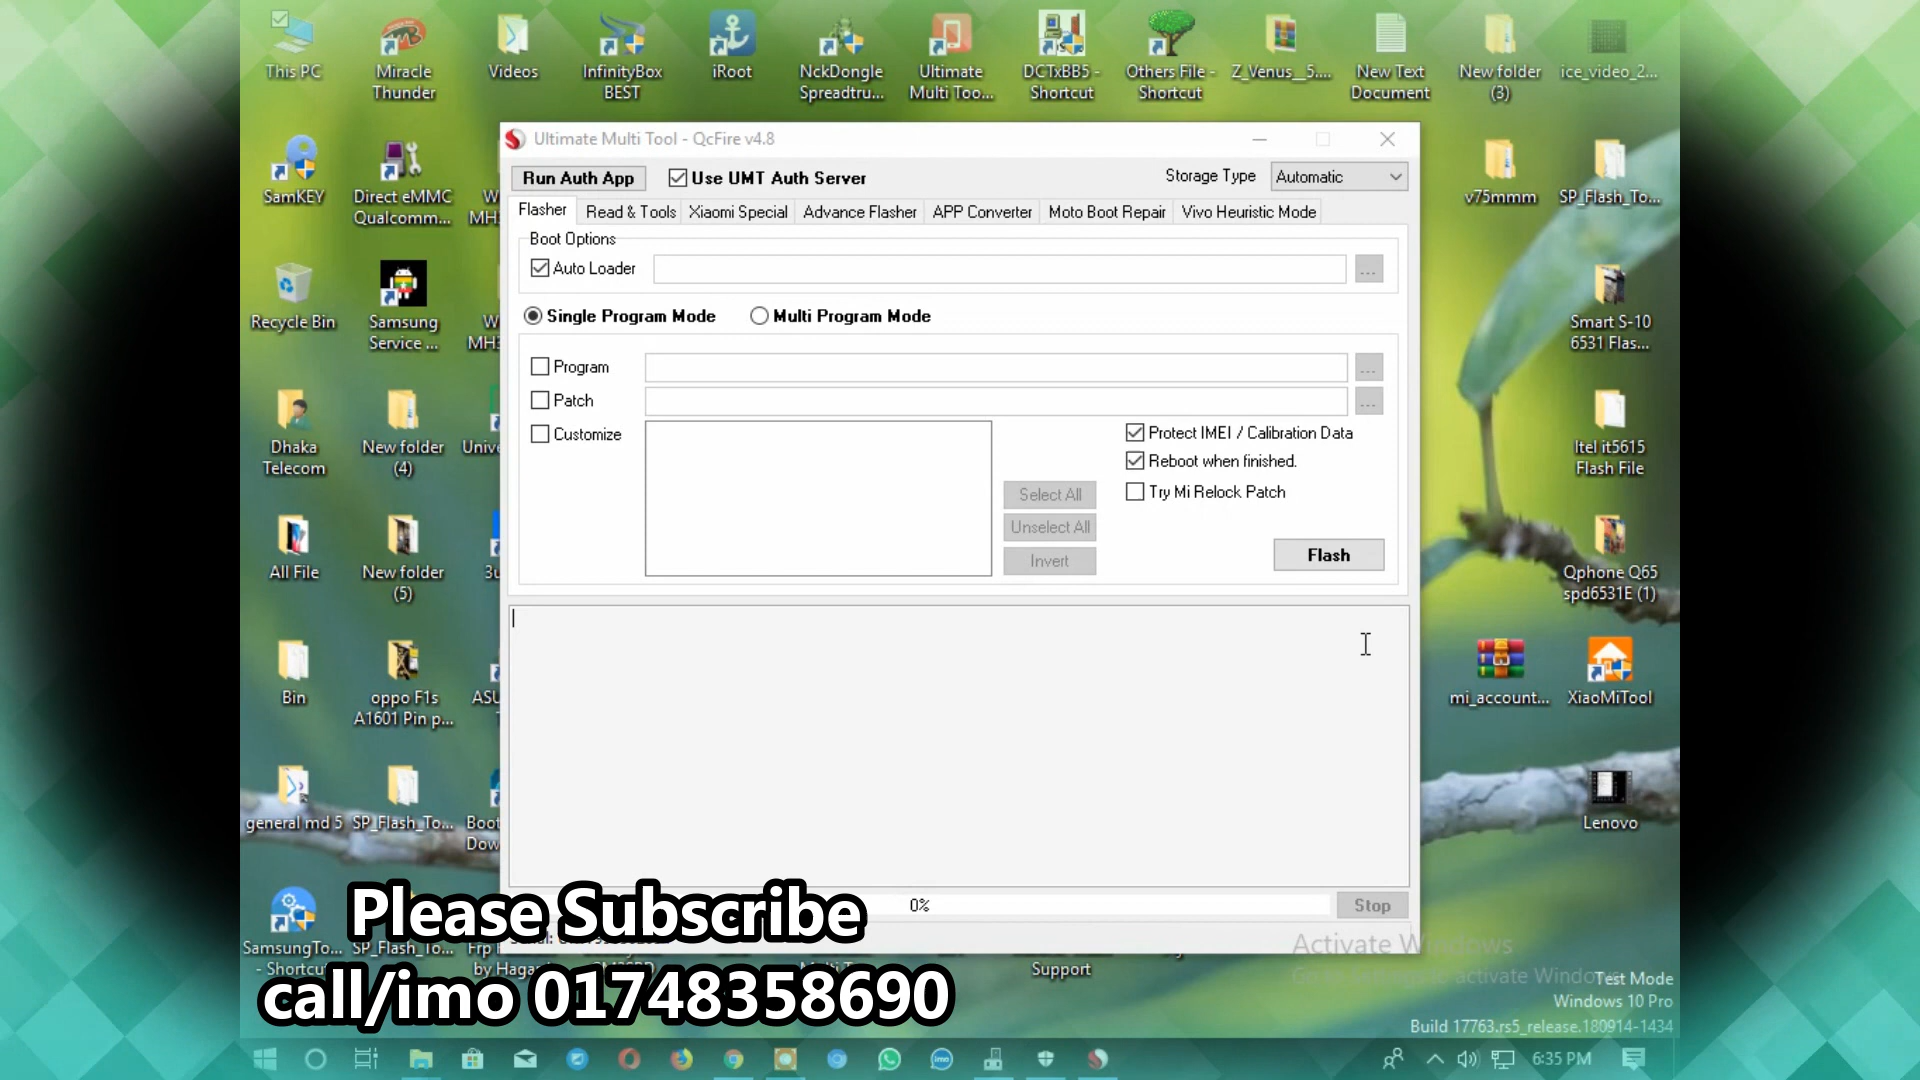 This PC
Miracle Thunder
Videos
InfinityBox BEST
iRoot
NckDongle Spreadtru...
Ultimate Multi Too...
DCTxBB5 - Shortcut
Others File - Shortcut
Z_Venus__5....
New Text Document
New folder (3)
ice_video_2...
SamKEY
Direct eMMC Qualcomm...
v75mmm
SP_Flash_To...
Recycle Bin
Samsung Service ...
Smart S-10 6531 Flas...
Dhaka Telecom
New folder (4)
Itel it5615 Flash File
All File
New folder (5)
Qphone Q65 spd6531E (1)
Bin
oppo F1s A1601 Pin p...
mi_account...
XiaoMiTool
general md 5
SP_Flash_To...
Lenovo
SamsungTo... - Shortcut
SP_Flash_To...
Support
Ultimate Multi Tool - QcFire v4.8
Run Auth App
Use UMT Auth Server
Storage Type
Automatic
Flasher
Read & Tools
Xiaomi Special
Advance Flasher
APP Converter
Moto Boot Repair
Vivo Heuristic Mode
Boot Options
Auto Loader
...
Single Program Mode
Multi Program Mode
Program
...
Patch
...
Customize
Protect IMEI / Calibration Data
Reboot when finished.
Try Mi Relock Patch
Select All
Unselect All
Invert
Flash
0%
Stop
Please Subscribe
call/imo 01748358690
Activate Windows
Test Mode
Windows 10 Pro
Build 17763.rs5_release.180914-1434
imo
6:35 PM